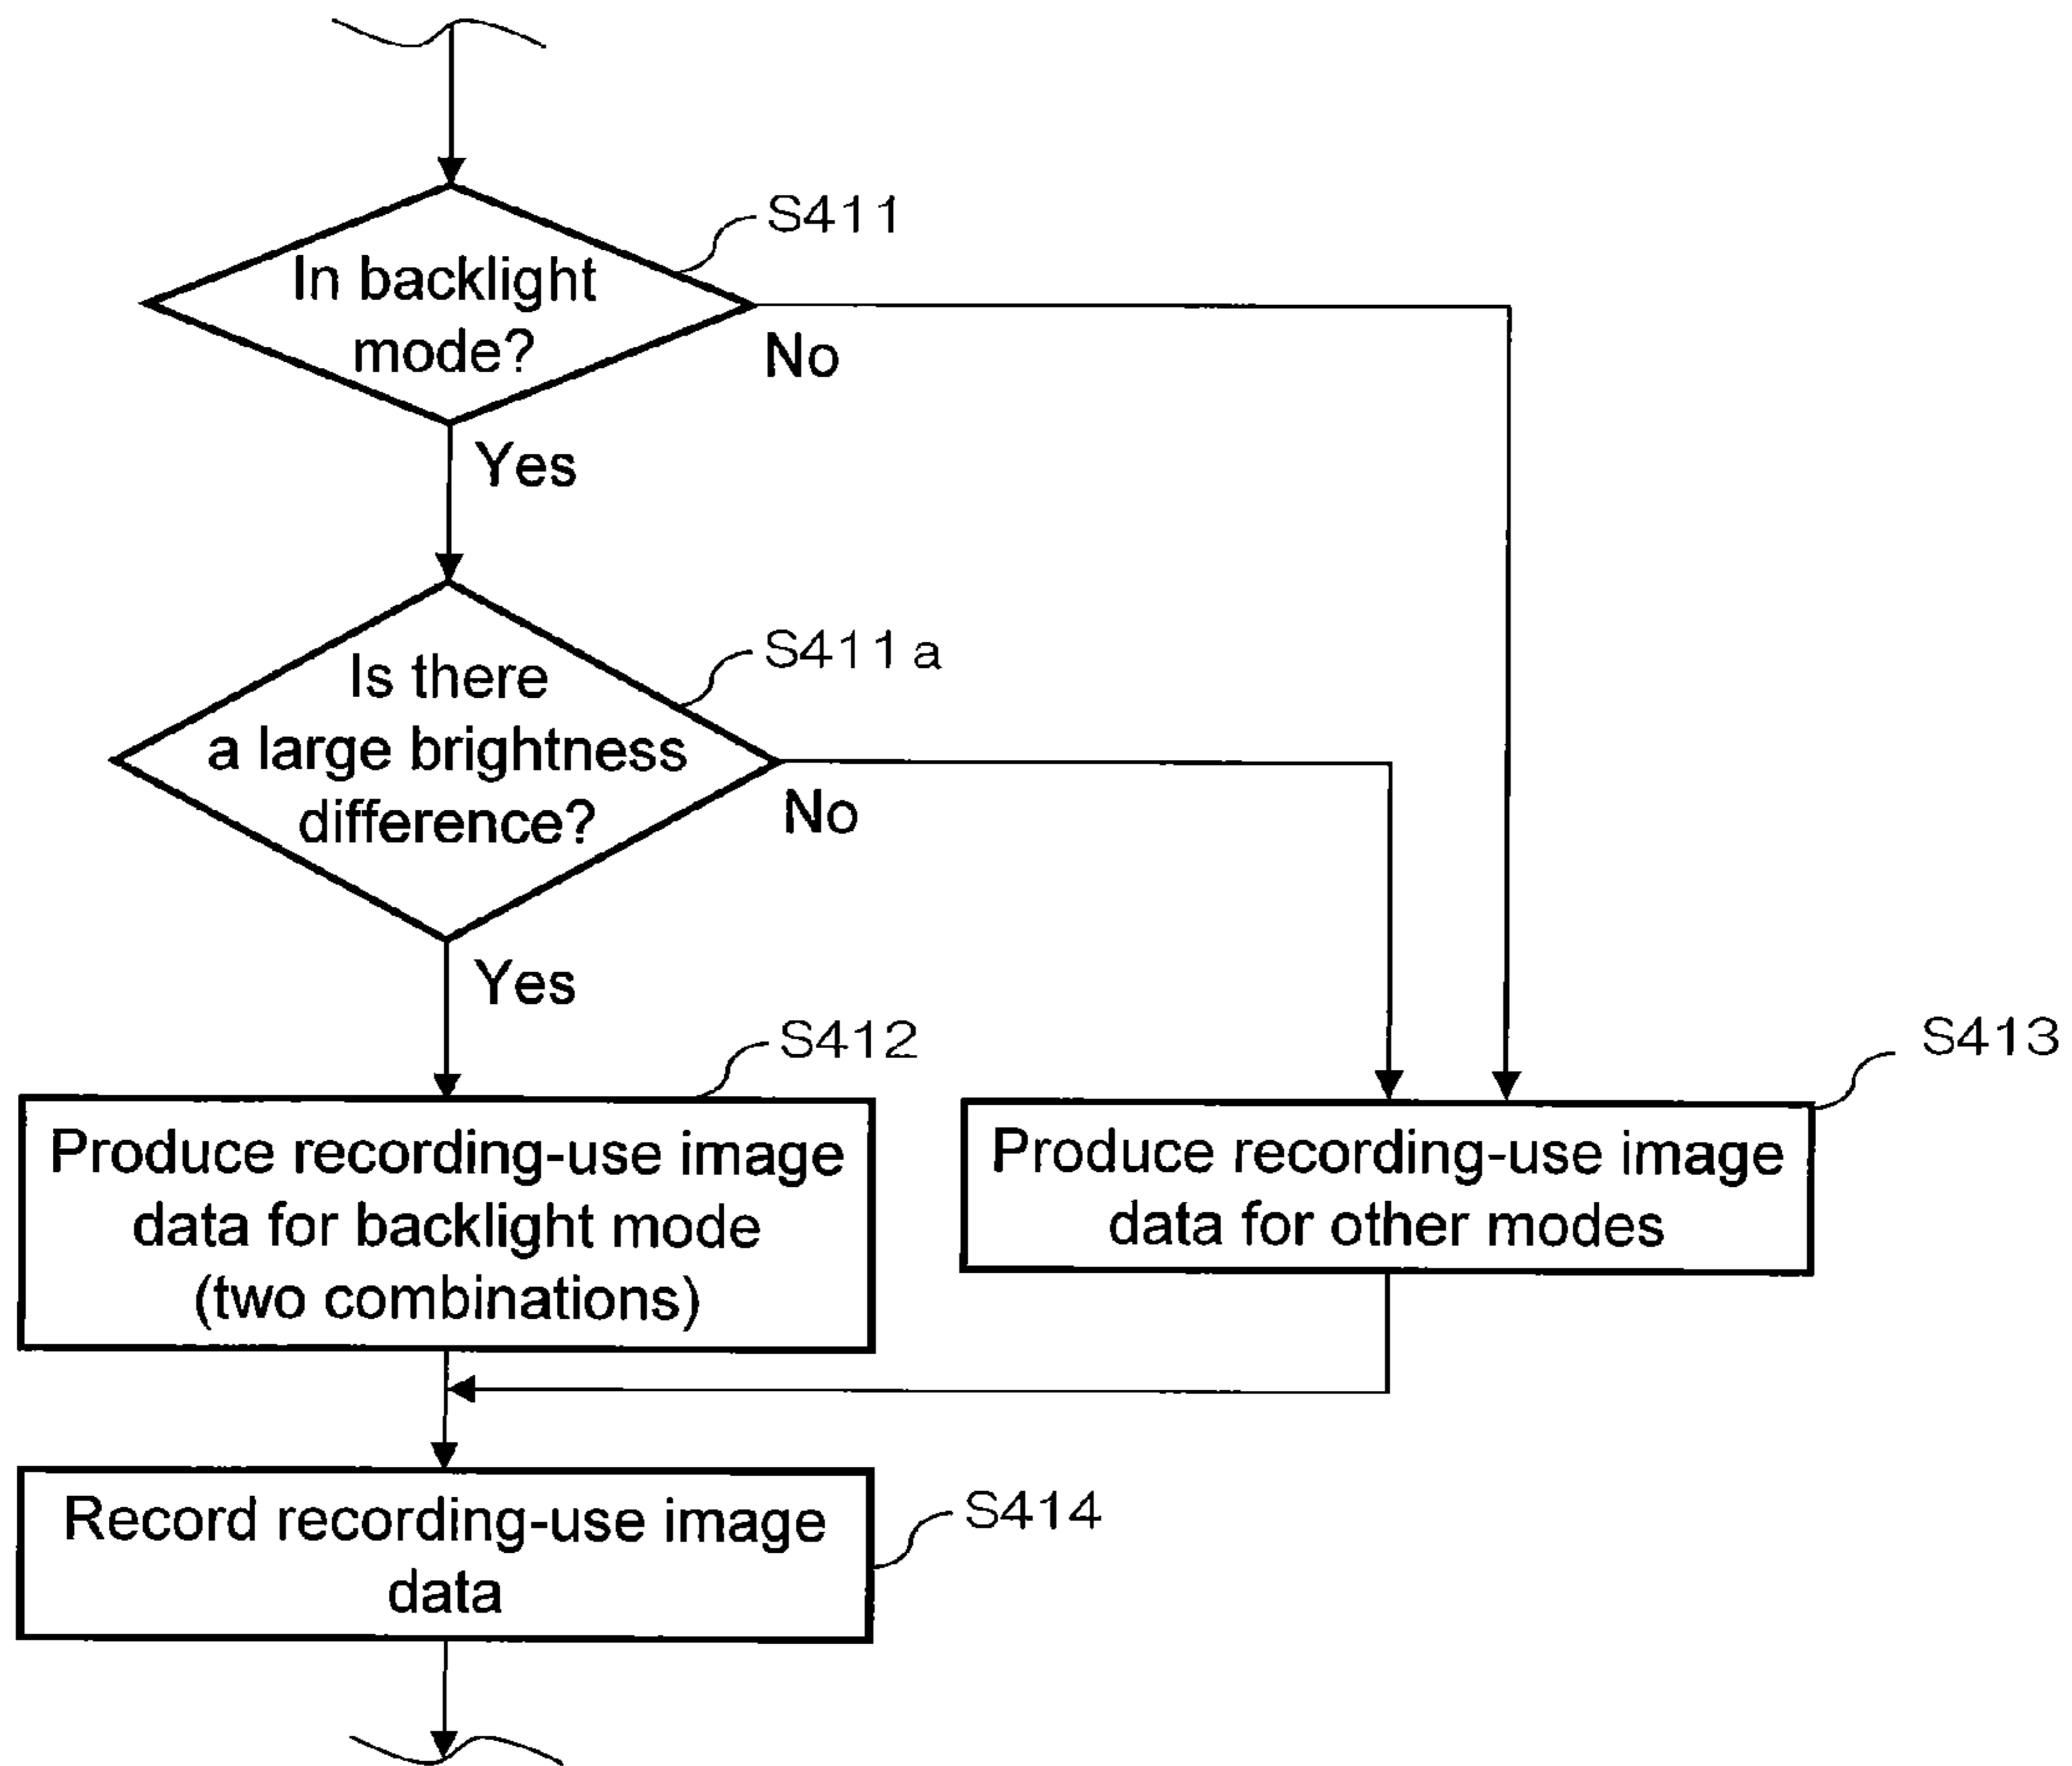 S411
In backlight
mode?
No
Yes
S411a
Is there
a large brightness
difference?
No
Yes
S412
S413
Produce recording-use image
data for backlight mode
(two combinations)
Produce recording-use image
data for other modes
Record recording-use image
data
S414